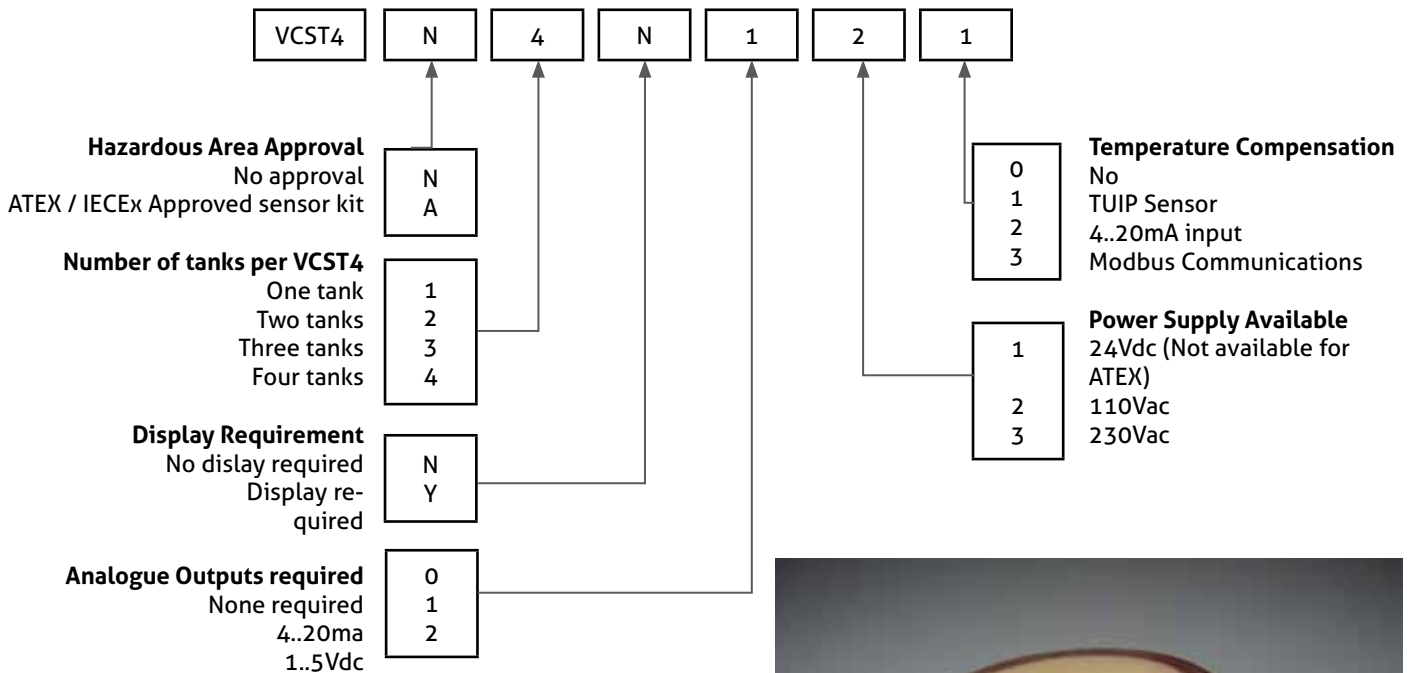 VCST4 N 4 N 1 2 1
Hazardous Area Approval
No approval N
ATEX / IECEx Approved sensor kit A
Number of tanks per VCST4
One tank 1
Two tanks 2
Three tanks 3
Four tanks 4
Display Requirement
No dislay required N
Display re- Y
quired
Analogue Outputs required 0
None required 1
4..20ma 2
1..5Vdc
Temperature Compensation
0 No
1 TUIP Sensor
2 4..20mA input
3 Modbus Communications
Power Supply Available
1 24Vdc (Not available for
ATEX)
2 110Vac
3 230Vac